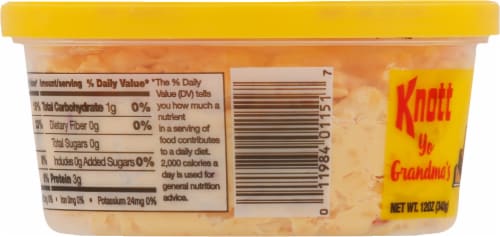 Amount/serving % Daily Value*
Total Carbohydrate 1g 0%
Dietary Fiber 0g 0%
Total Sugars 0g
Includes 0g Added Sugars 0%
Protein 3g
• Iron 0mg 0% • Potassium 24mg 0%
*The % Daily
Value (DV) tells
you how much a
nutrient
in a serving of
food contributes
to a daily diet.
2,000 calories a
day is used for
general nutrition
advice.
0 11984 01151 7
Knott
Yo
Grandma's
NET WT. 12OZ (340g)